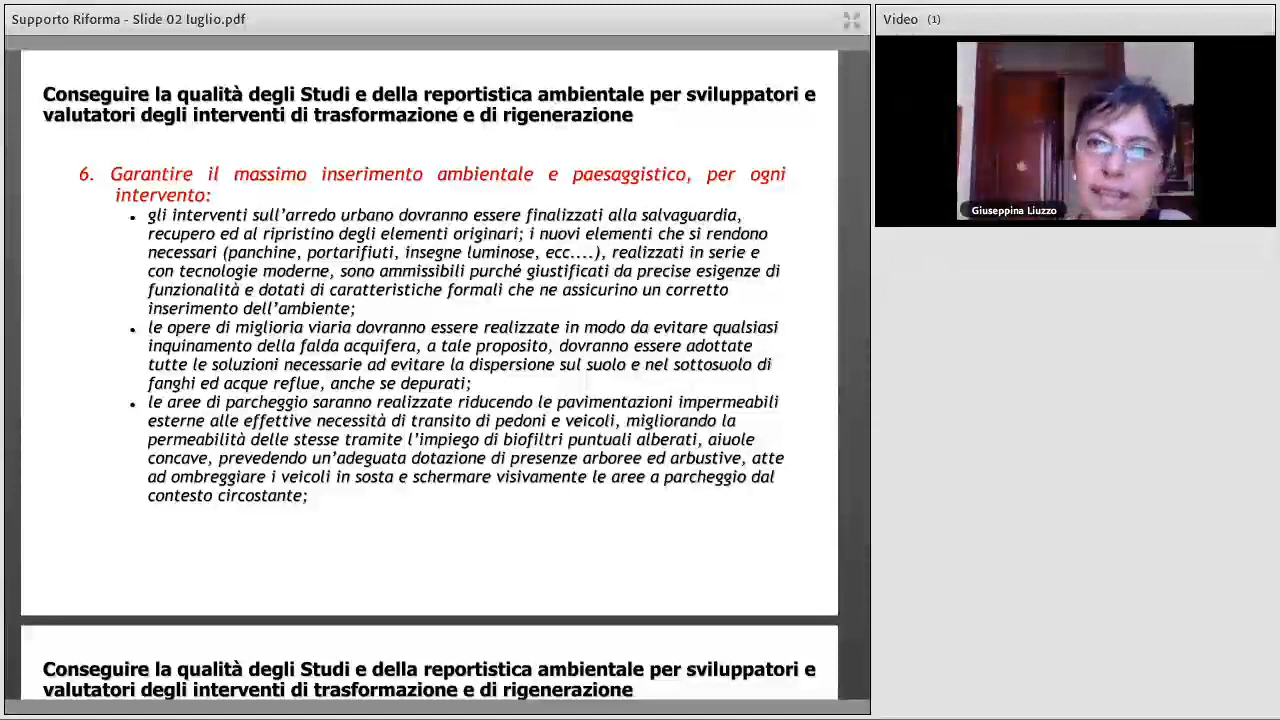 Supporto Riforma - Slide 02 luglio.pdf
Video (1)
Conseguire la qualità degli Studi e della reportistica ambientale per sviluppatori e
valutatori degli interventi di trasformazione e di rigenerazione
6. Garantire il massimo inserimento ambientale e paesaggistico, per ogni
intervento:
• gli interventi sull'arredo urbano dovranno essere finalizzati alla salvaguardia,
recupero ed al ripristino degli elementi originari; i nuovi elementi che si rendono
necessari (panchine, portarifiuti, insegne luminose, ecc....), realizzati in serie e
con tecnologie moderne, sono ammissibili purché giustificati da precise esigenze di
funzionalità e dotati di caratteristiche formali che ne assicurino un corretto
inserimento dell'ambiente;
• le opere di miglioria viaria dovranno essere realizzate in modo da evitare qualsiasi
inquinamento della falda acquifera, a tale proposito, dovranno essere adottate
tutte le soluzioni necessarie ad evitare la dispersione sul suolo e nel sottosuolo di
fanghi ed acque reflue, anche se depurati;
• le aree di parcheggio saranno realizzate riducendo le pavimentazioni impermeabili
esterne alle effettive necessità di transito di pedoni e veicoli, migliorando la
permeabilità delle stesse tramite l'impiego di biofiltri puntuali alberati, aiuole
concave, prevedendo un'adeguata dotazione di presenze arboree ed arbustive, atte
ad ombreggiare i veicoli in sosta e schermare visivamente le aree a parcheggio dal
contesto circostante;
Conseguire la qualità degli Studi e della reportistica ambientale per sviluppatori e
valutatori degli interventi di trasformazione e di rigenerazione
Giuseppina Liuzzo